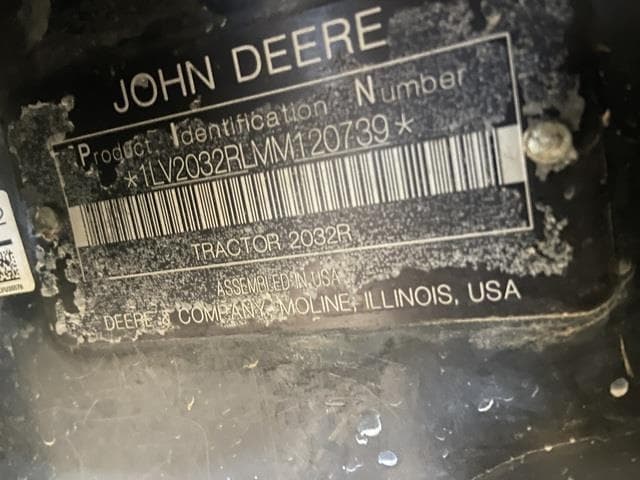 JOHN DEERE
Product Identification Number
*1LV2032RLMM120739*
TRACTOR 2032R
ASSEMBLED IN USA
DEERE & COMPANY, MOLINE, ILLINOIS, USA